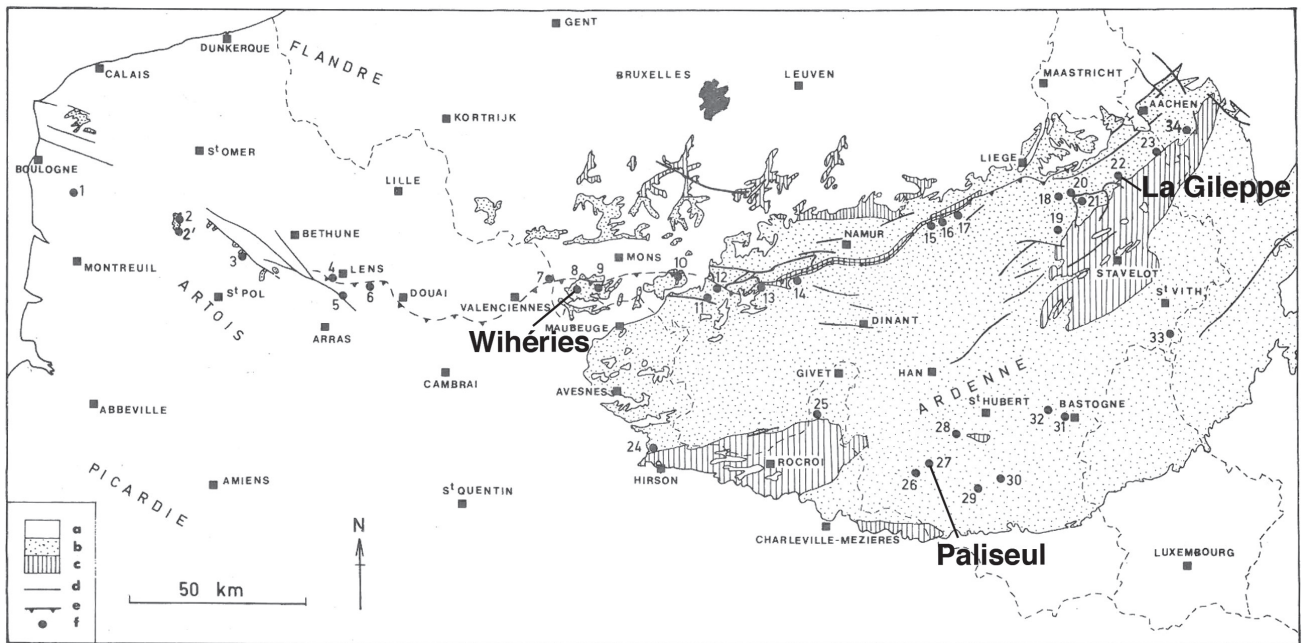 GENT
DUNKERQUE
FLANDRE
CALAIS
BRUXELLES
LEUVEN
MAASTRICHT
AACHEN
KORTRIJK
34
St OMER
23
BOULOGNE
LIEGE
22
LILLE
La Gileppe
1
20
18
21
2
2'
BETHUNE
NAMUR
15
16
17
19
3
MONS
MONTREUIL
4
LENS
7
8
9
10
12
STAVELOT
ARTOIS
St POL
5
6
DOUAI
VALENCIENNES
11
13
14
St VITH
ARRAS
Wihéries
MAUBEUGE
DINANT
33
CAMBRAI
GIVET
HAN
ARDENNE
AVESNES
ABBEVILLE
25
St HUBERT
32
BASTOGNE
31
24
28
HIRSON
ROCROI
27
PICARDIE
AMIENS
26
30
29
St QUENTIN
a
b
c
d
e
f
N
CHARLEVILLE-MEZIERES
Paliseul
LUXEMBOURG
50 km